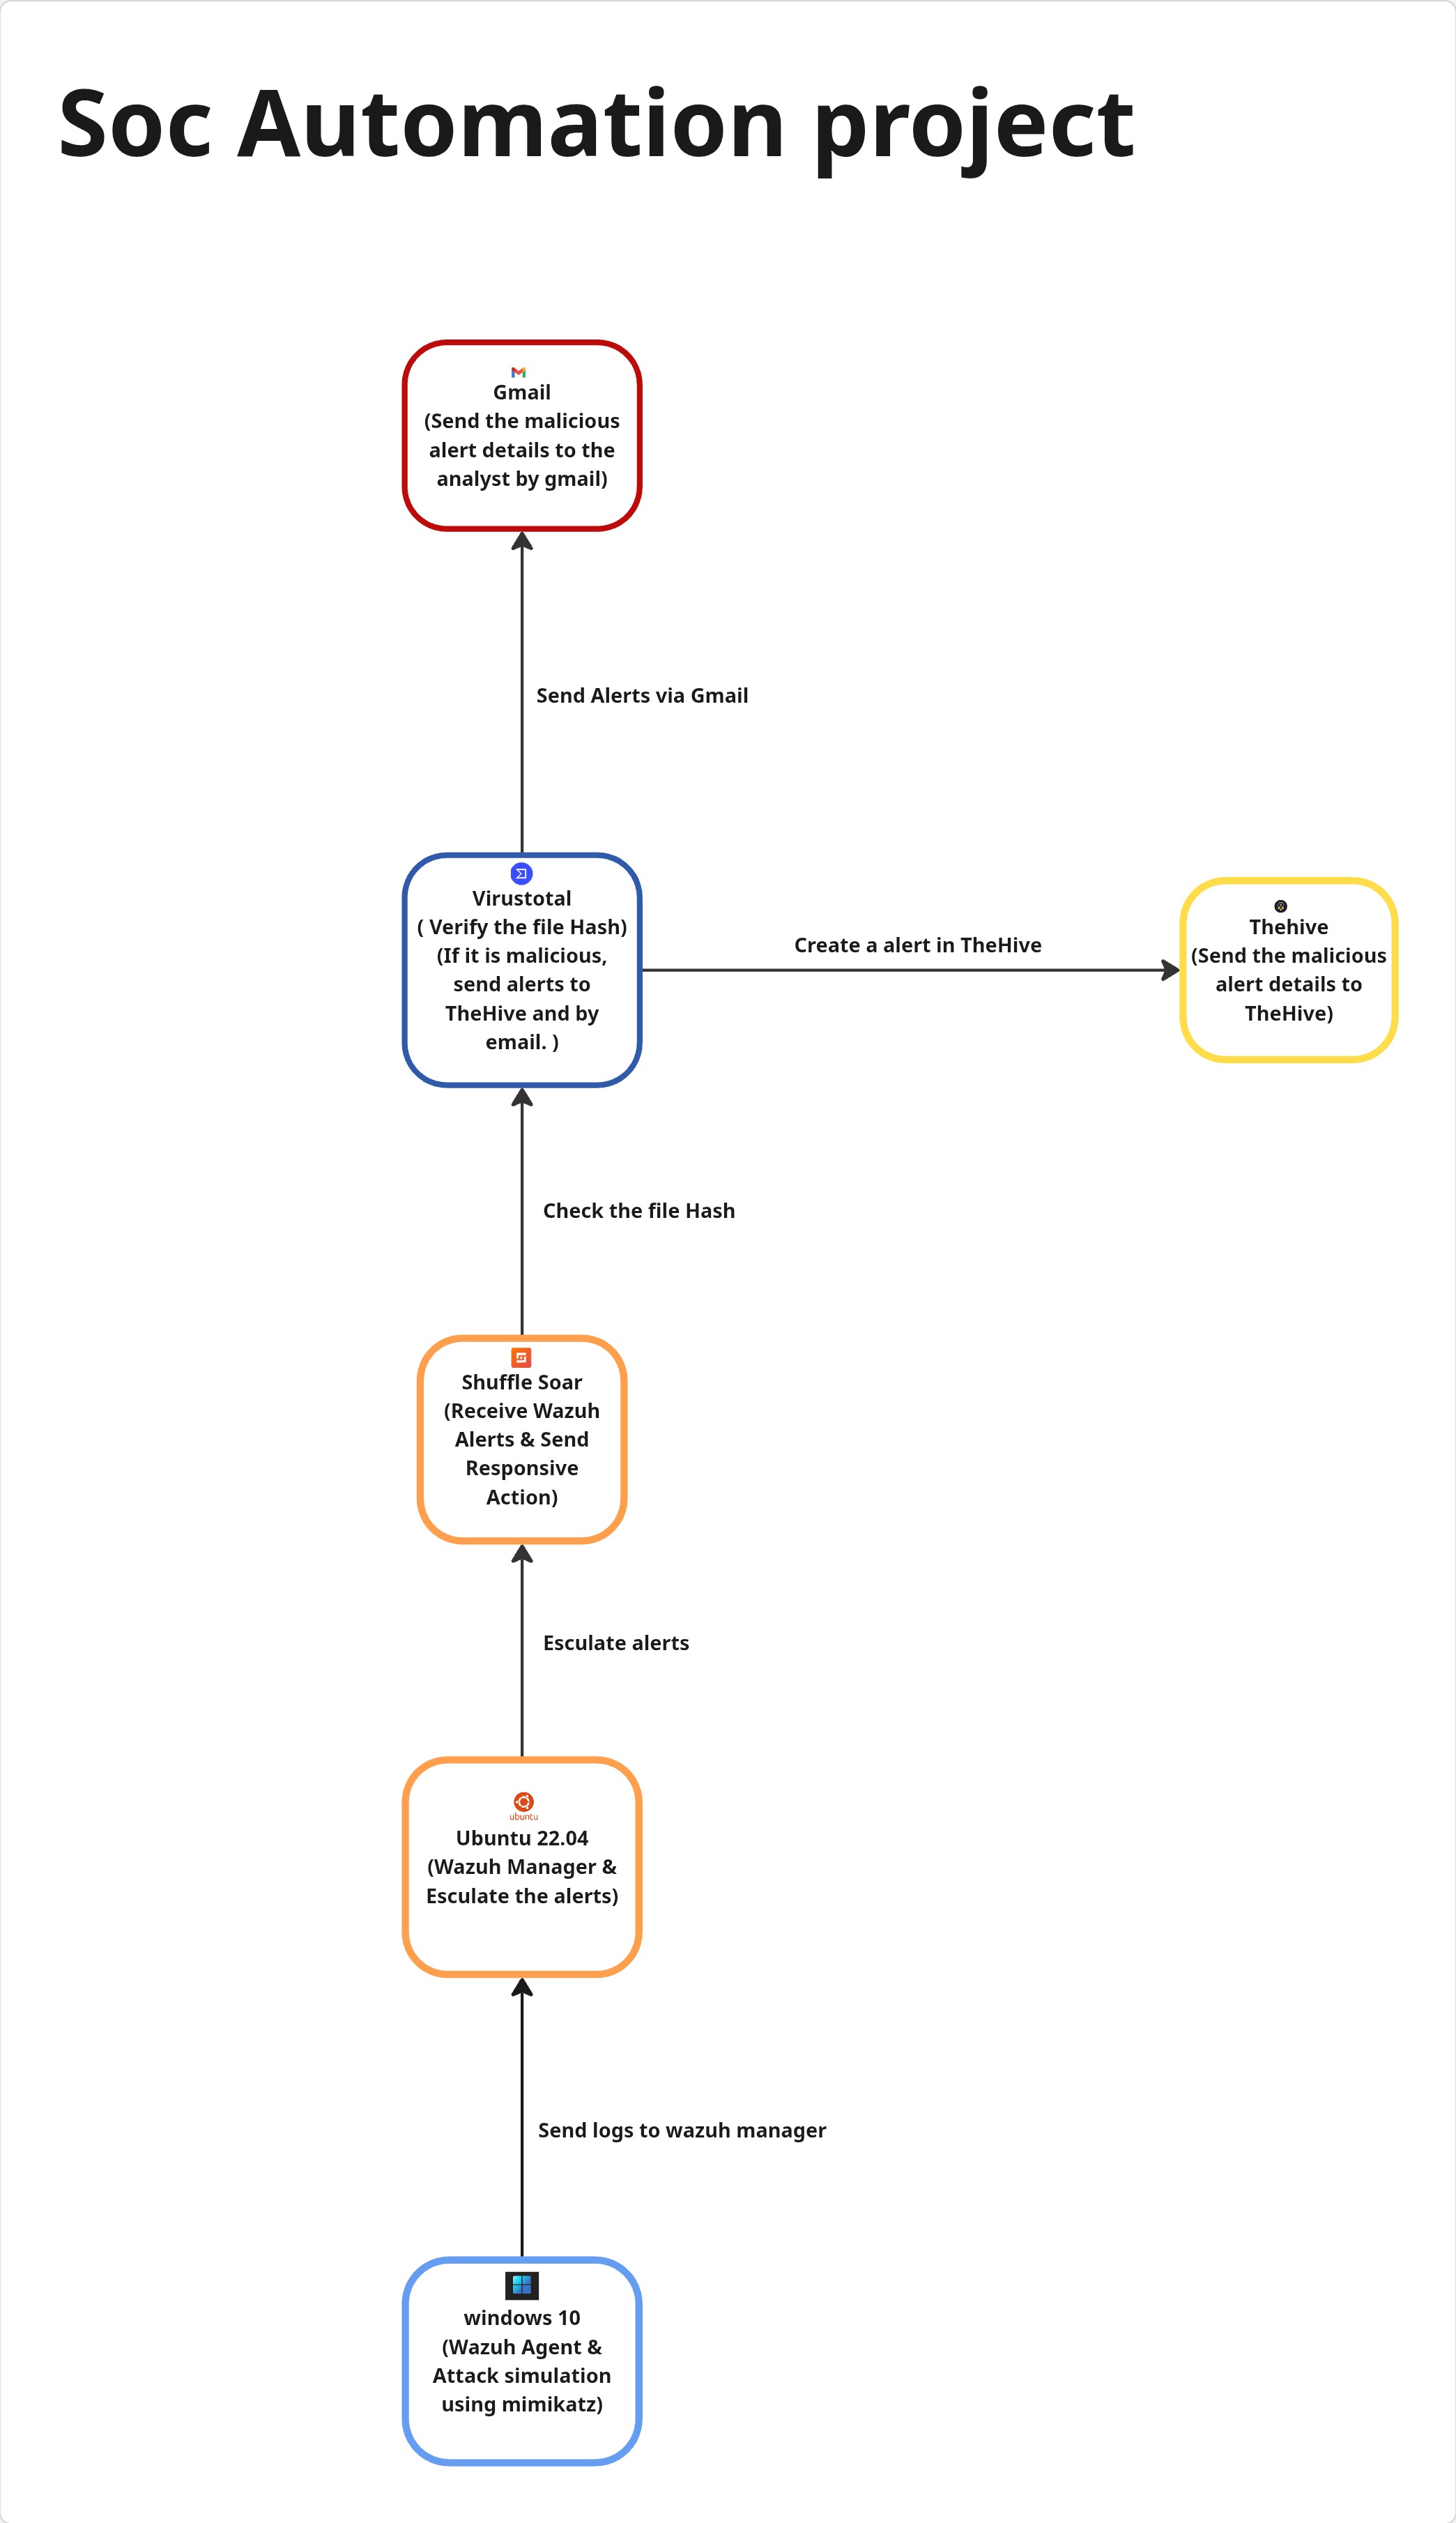 Soc Automation project
Gmail
(Send the malicious
alert details to the
analyst by gmail)
Send Alerts via Gmail
Virustotal
( Verify the file Hash)
(If it is malicious,
send alerts to
TheHive and by
email. )
Create a alert in TheHive
Thehive
(Send the malicious
alert details to
TheHive)
Check the file Hash
Shuffle Soar
(Receive Wazuh
Alerts & Send
Responsive
Action)
Esculate alerts
ubuntu
Ubuntu 22.04
(Wazuh Manager &
Esculate the alerts)
Send logs to wazuh manager
windows 10
(Wazuh Agent &
Attack simulation
using mimikatz)